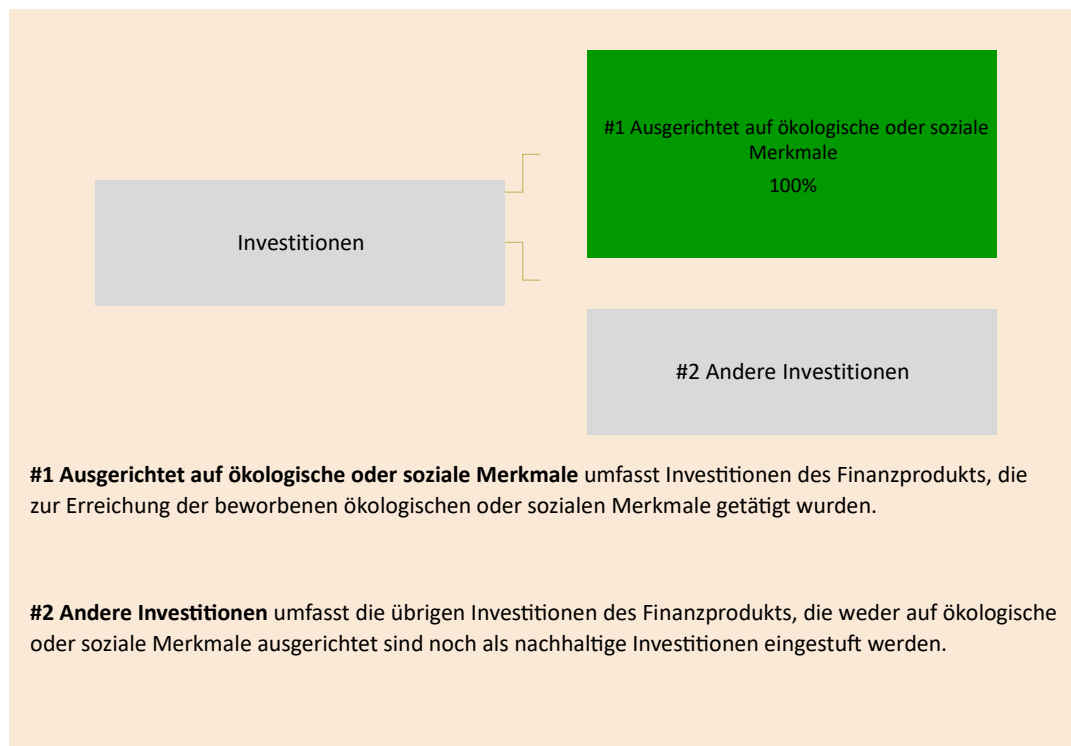 #1 Ausgerichtet auf ökologische oder soziale
Merkmale
100%
Investitionen
#2 Andere Investitionen
#1 Ausgerichtet auf ökologische oder soziale Merkmale umfasst Investitionen des Finanzprodukts, die
zur Erreichung der beworbenen ökologischen oder sozialen Merkmale getätigt wurden.
#2 Andere Investitionen umfasst die übrigen Investitionen des Finanzprodukts, die weder auf ökologische
oder soziale Merkmale ausgerichtet sind noch als nachhaltige Investitionen eingestuft werden.